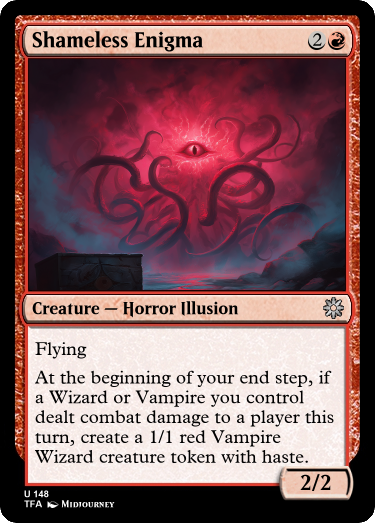 Shameless Enigma 2
Creature — Horror Illusion
Flying
At the beginning of your end step, if
a Wizard or Vampire you control
dealt combat damage to a player this
turn, create a 1/1 red Vampire
Wizard creature token with haste.
2/2
U 148
TFA Midjourney